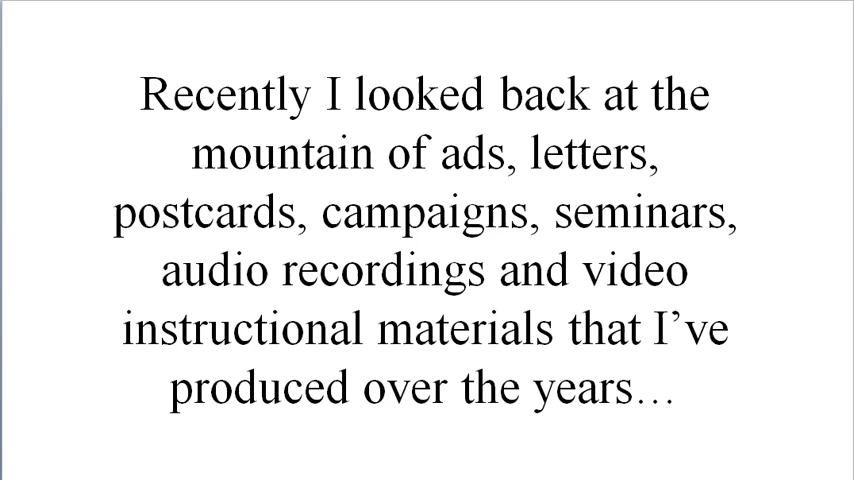 Recently I looked back at the
mountain of ads, letters,
postcards, campaigns, seminars,
audio recordings and video
instructional materials that I’ve
produced over the years…